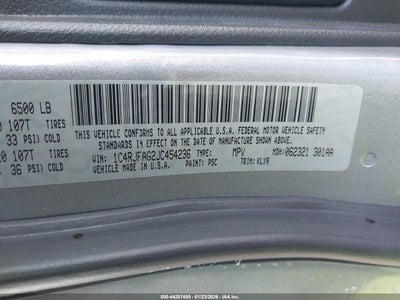 6500 LB
107T TIRES
33 PSI) COLD
107T TIRES
36 PSI) COLD
THIS VEHICLE CONFORMS TO ALL APPLICABLE U.S.A. FEDERAL MOTOR VEHICLE SAFETY
STANDARDS IN EFFECT ON THE DATE OF MANUFACTURE SHOWN ABOVE.
VIN: 1C4RJFAG2JC454236 TYPE: MPV MDH: 062321 301AA
VEHICLE MADE IN U.S.A. PAINT: PSC TRIM: KLX9
000-44257450 - 01/23/2026 - IAA Inc.